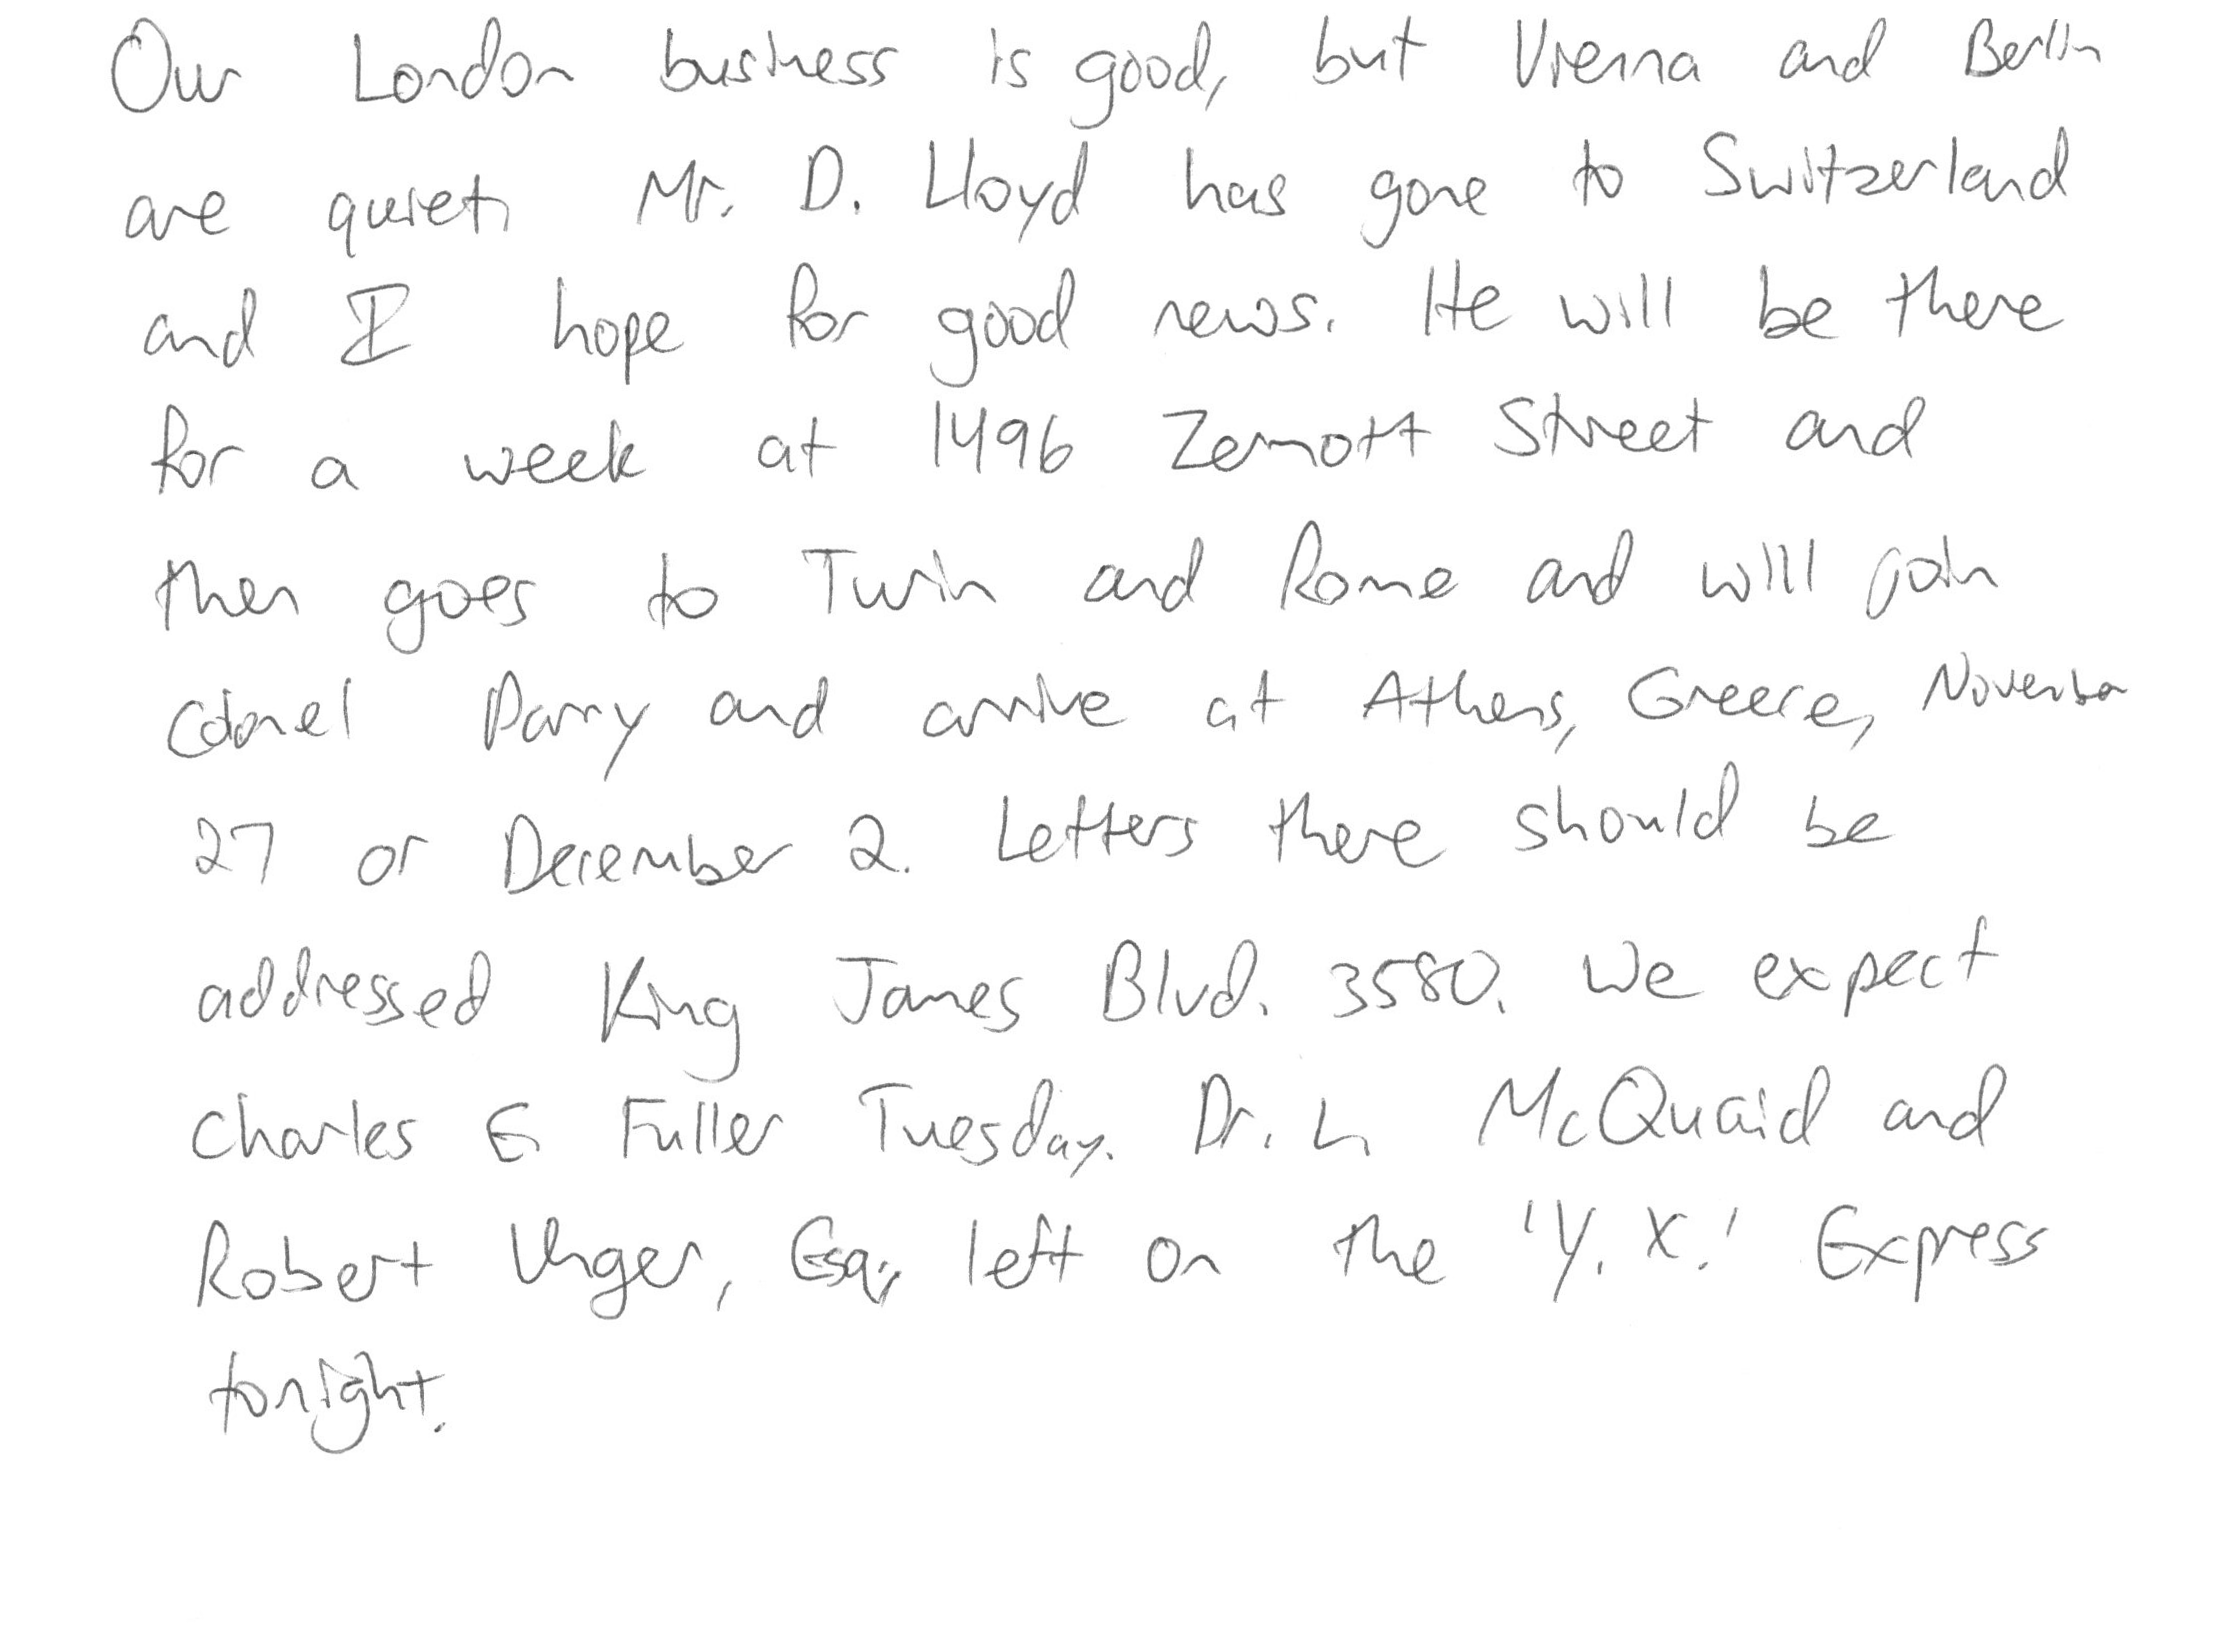 Our London business is good, but Vienna and Berlin
are quiet. Mr. D. Lloyd has gone to Switzerland
and I hope for good news. He will be there
for a week at 1496 Zemott Street and
then goes to Turin and Rome and will join
Colonel Parry and arrive at Athens, Greece, November
27 or December 2. Letters there should be
addressed King James Blvd. 3580. We expect
Charles E. Fuller Tuesday. Dr. L. McQuaid and
Robert Unger, Esq., left on the 'Y. X.' Express
tonight.